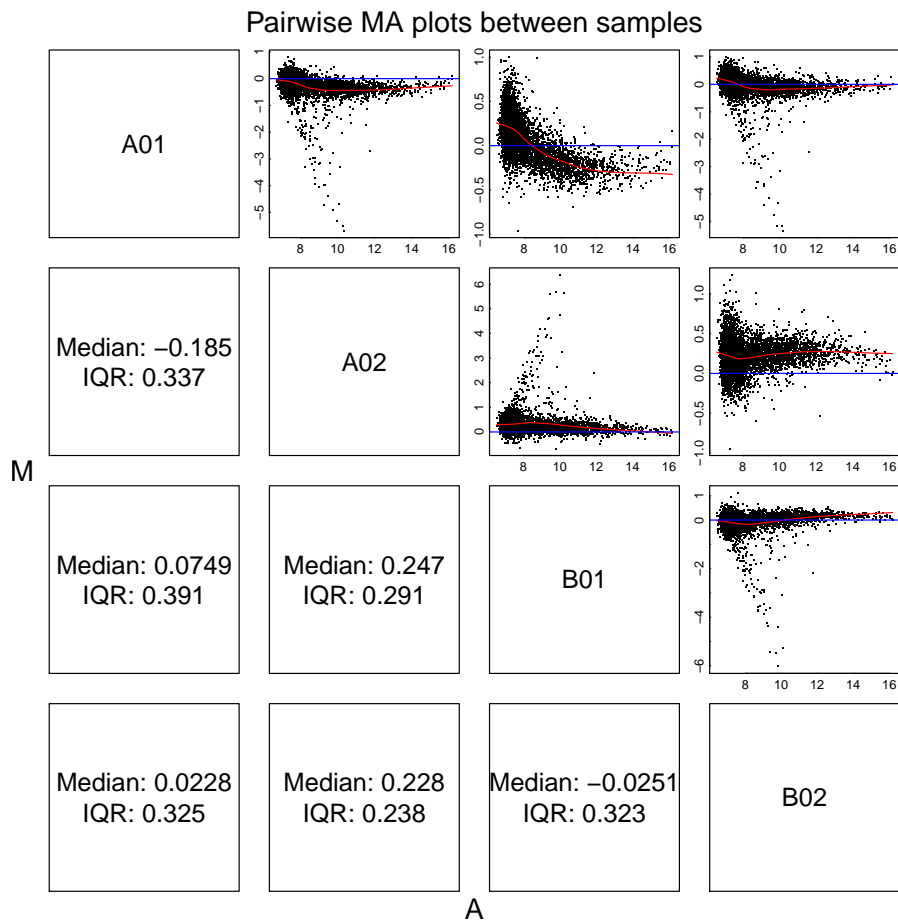 Pairwise MA plots between samples
A01
1
0
−1
−2
−3
−4
−5
8 10 12 14 16
1.0
0.5
0.0
−0.5
−1.0
8 10 12 14 16
1
0
−1
−2
−3
−4
−5
8 10 12 14 16
Median: −0.185
IQR: 0.337
A02
6
5
4
3
2
1
0
8 10 12 14 16
1.0
0.5
0.0
−0.5
−1.0
8 10 12 14 16
M
Median: 0.0749
IQR: 0.391
Median: 0.247
IQR: 0.291
B01
1
0
−2
−4
−6
8 10 12 14 16
Median: 0.0228
IQR: 0.325
Median: 0.228
IQR: 0.238
Median: −0.0251
IQR: 0.323
B02
A